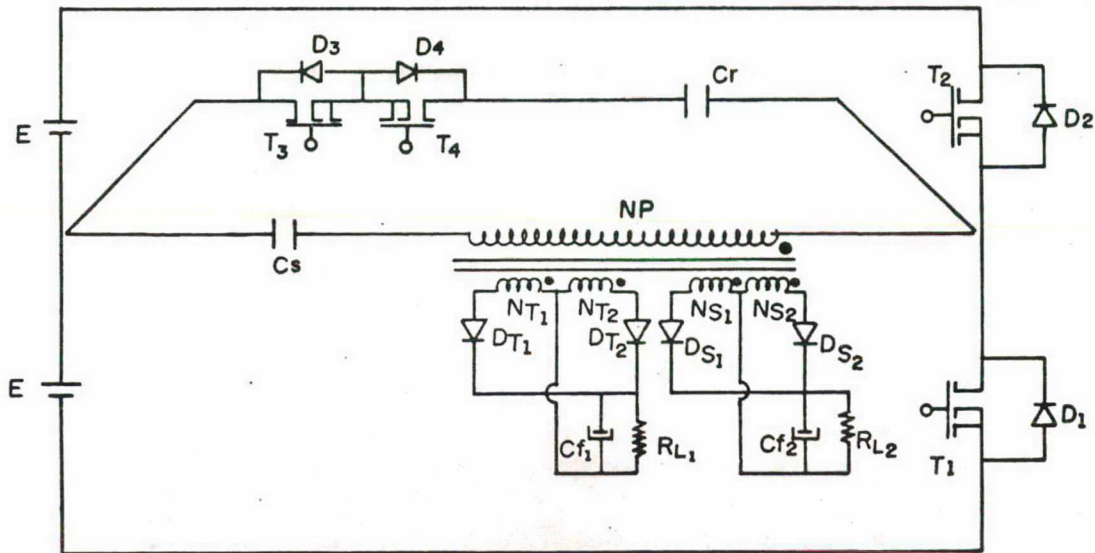 D3
D4
Cr
T2
D2
E
T3
T4
NP
Cs
NT1
NT2
NS1
NS2
DT1
DT2
DS1
DS2
E
Cf1
RL1
Cf2
RL2
T1
D1